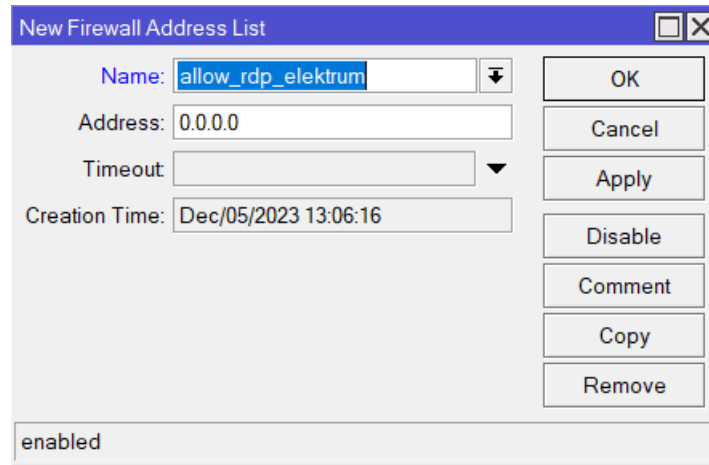 New Firewall Address List
Name: allow_rdp_elektrum
OK
Address: 0.0.0.0
Cancel
Timeout:
Apply
Creation Time: Dec/05/2023 13:06:16
Disable
Comment
Copy
Remove
enabled